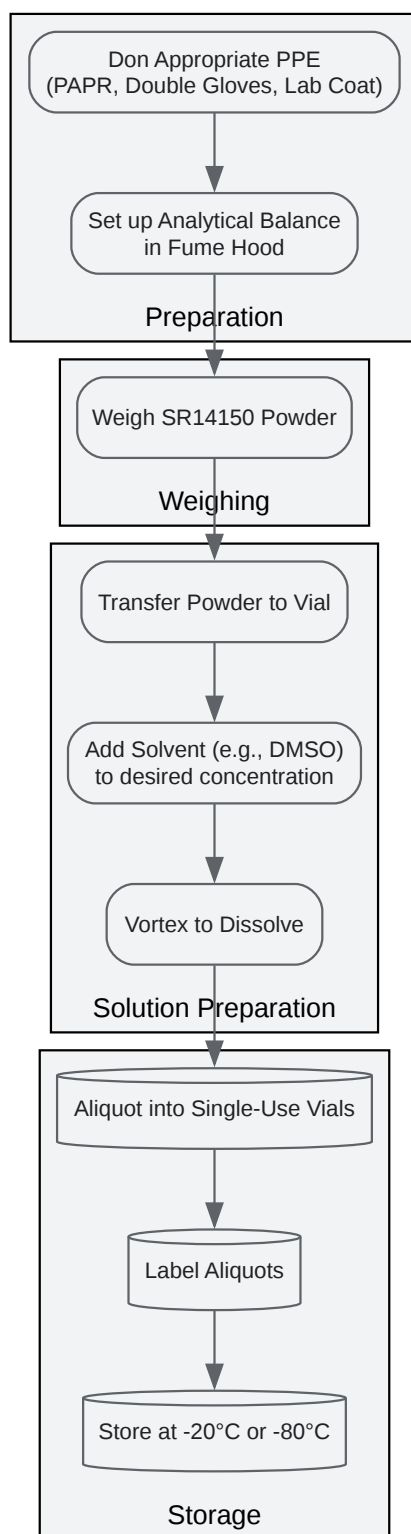 Don Appropriate PPE
(PAPR, Double Gloves, Lab Coat)
Set up Analytical Balance
in Fume Hood
Preparation
Weigh SR14150 Powder
Weighing
Transfer Powder to Vial
Add Solvent (e.g., DMSO)
to desired concentration
Vortex to Dissolve
Solution Preparation
Aliquot into Single-Use Vials
Label Aliquots
Store at -20°C or -80°C
Storage